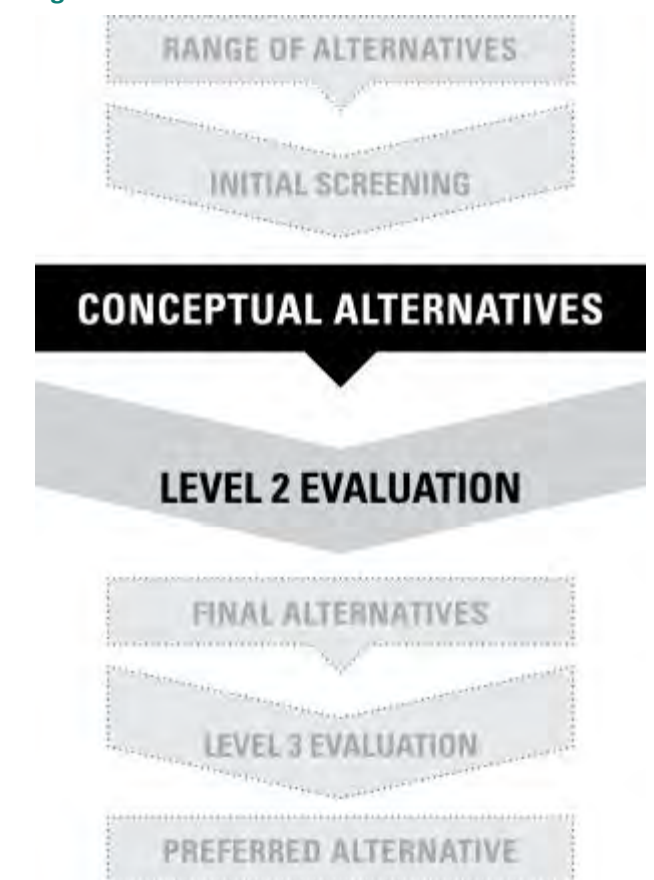 RANGE OF ALTERNATIVES
INITIAL SCREENING
CONCEPTUAL ALTERNATIVES
LEVEL 2 EVALUATION
FINAL ALTERNATIVES
LEVEL 3 EVALUATION
PREFERRED ALTERNATIVE